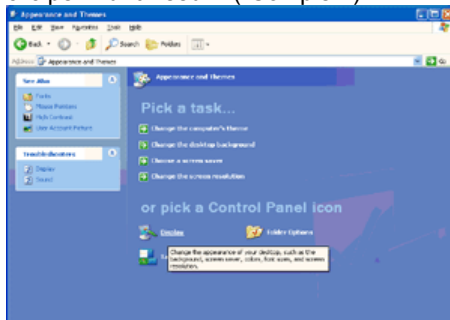 Appearance and Themes
File Edit View Favorites Tools Help
Back Search Folders
Address Appearance and Themes Go
See Also
Fonts
Mouse Pointers
High Contrast
User Account Picture
Troubleshooters
Display
Sound
Appearance and Themes
Pick a task...
Change the computer's theme
Change the desktop background
Choose a screen saver
Change the screen resolution
or pick a Control Panel icon
Display Folder Options
Change the appearance of your desktop, such as the
background, screen saver, colors, font sizes, and screen
resolution.